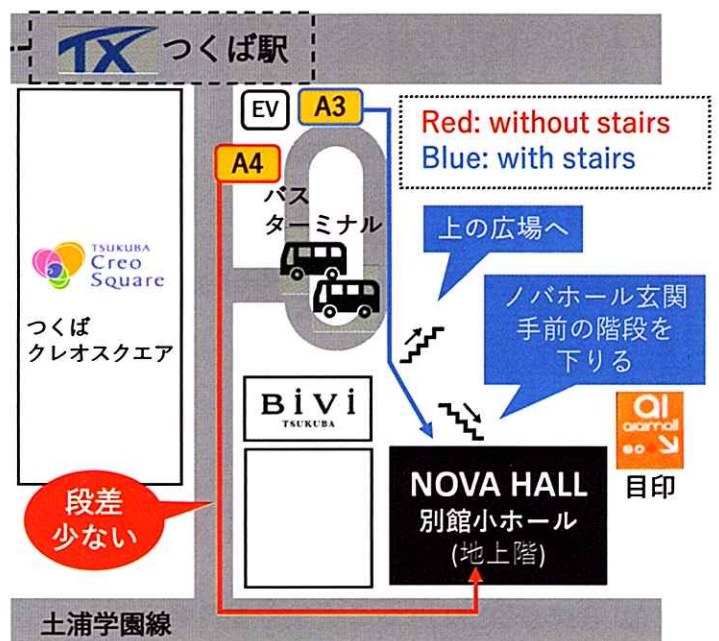 TX つくば駅
EV
A3
A4
Red: without stairs
Blue: with stairs
バス
ターミナル
上の広場へ
ノバホール玄関
手前の階段を
下りる
TSUKUBA
Creo
Square
つくば
クレオスクエア
BiVi
TSUKUBA
ai
aiaimall
目印
NOVA HALL
別館小ホール
(地上階)
段差
少ない
土浦学園線